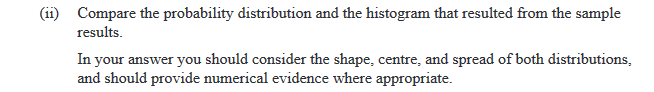 (ii) Compare the probability distribution and the histogram that resulted from the sample
results.
In your answer you should consider the shape, centre, and spread of both distributions,
and should provide numerical evidence where appropriate.